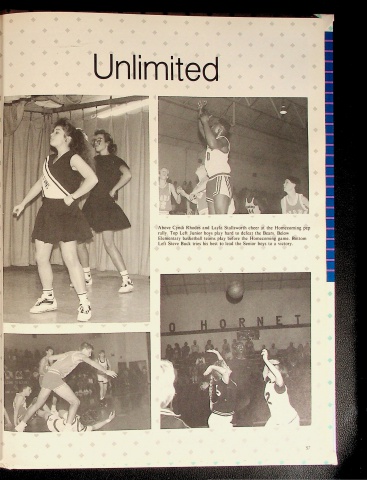 Unlimited
Above Cyndi Rhodes and Layla Stallsworth cheer at the Homecoming pep
rally. Top Left Junior boys play hard to defeat the Bears. Below
Elementary basketball teams play before the Homecoming game. Bottom
Left Steve Buck tries his best to lead the Senior boys to a victory.
O HORNET